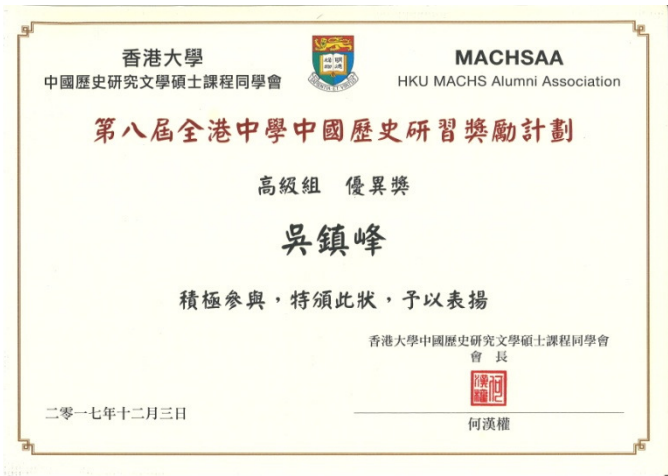 香港大學
中國歷史研究文學碩士課程同學會
MACHSAA
HKU MACHS Alumni Association
第八屆全港中學中國歷史研習獎勵計劃
高級組 優異獎
吳鎮峰
積極參與，特頒此狀，予以表揚
香港大學中國歷史研究文學碩士課程同學會
會 長
何漢權
二零一七年十二月三日
何漢權